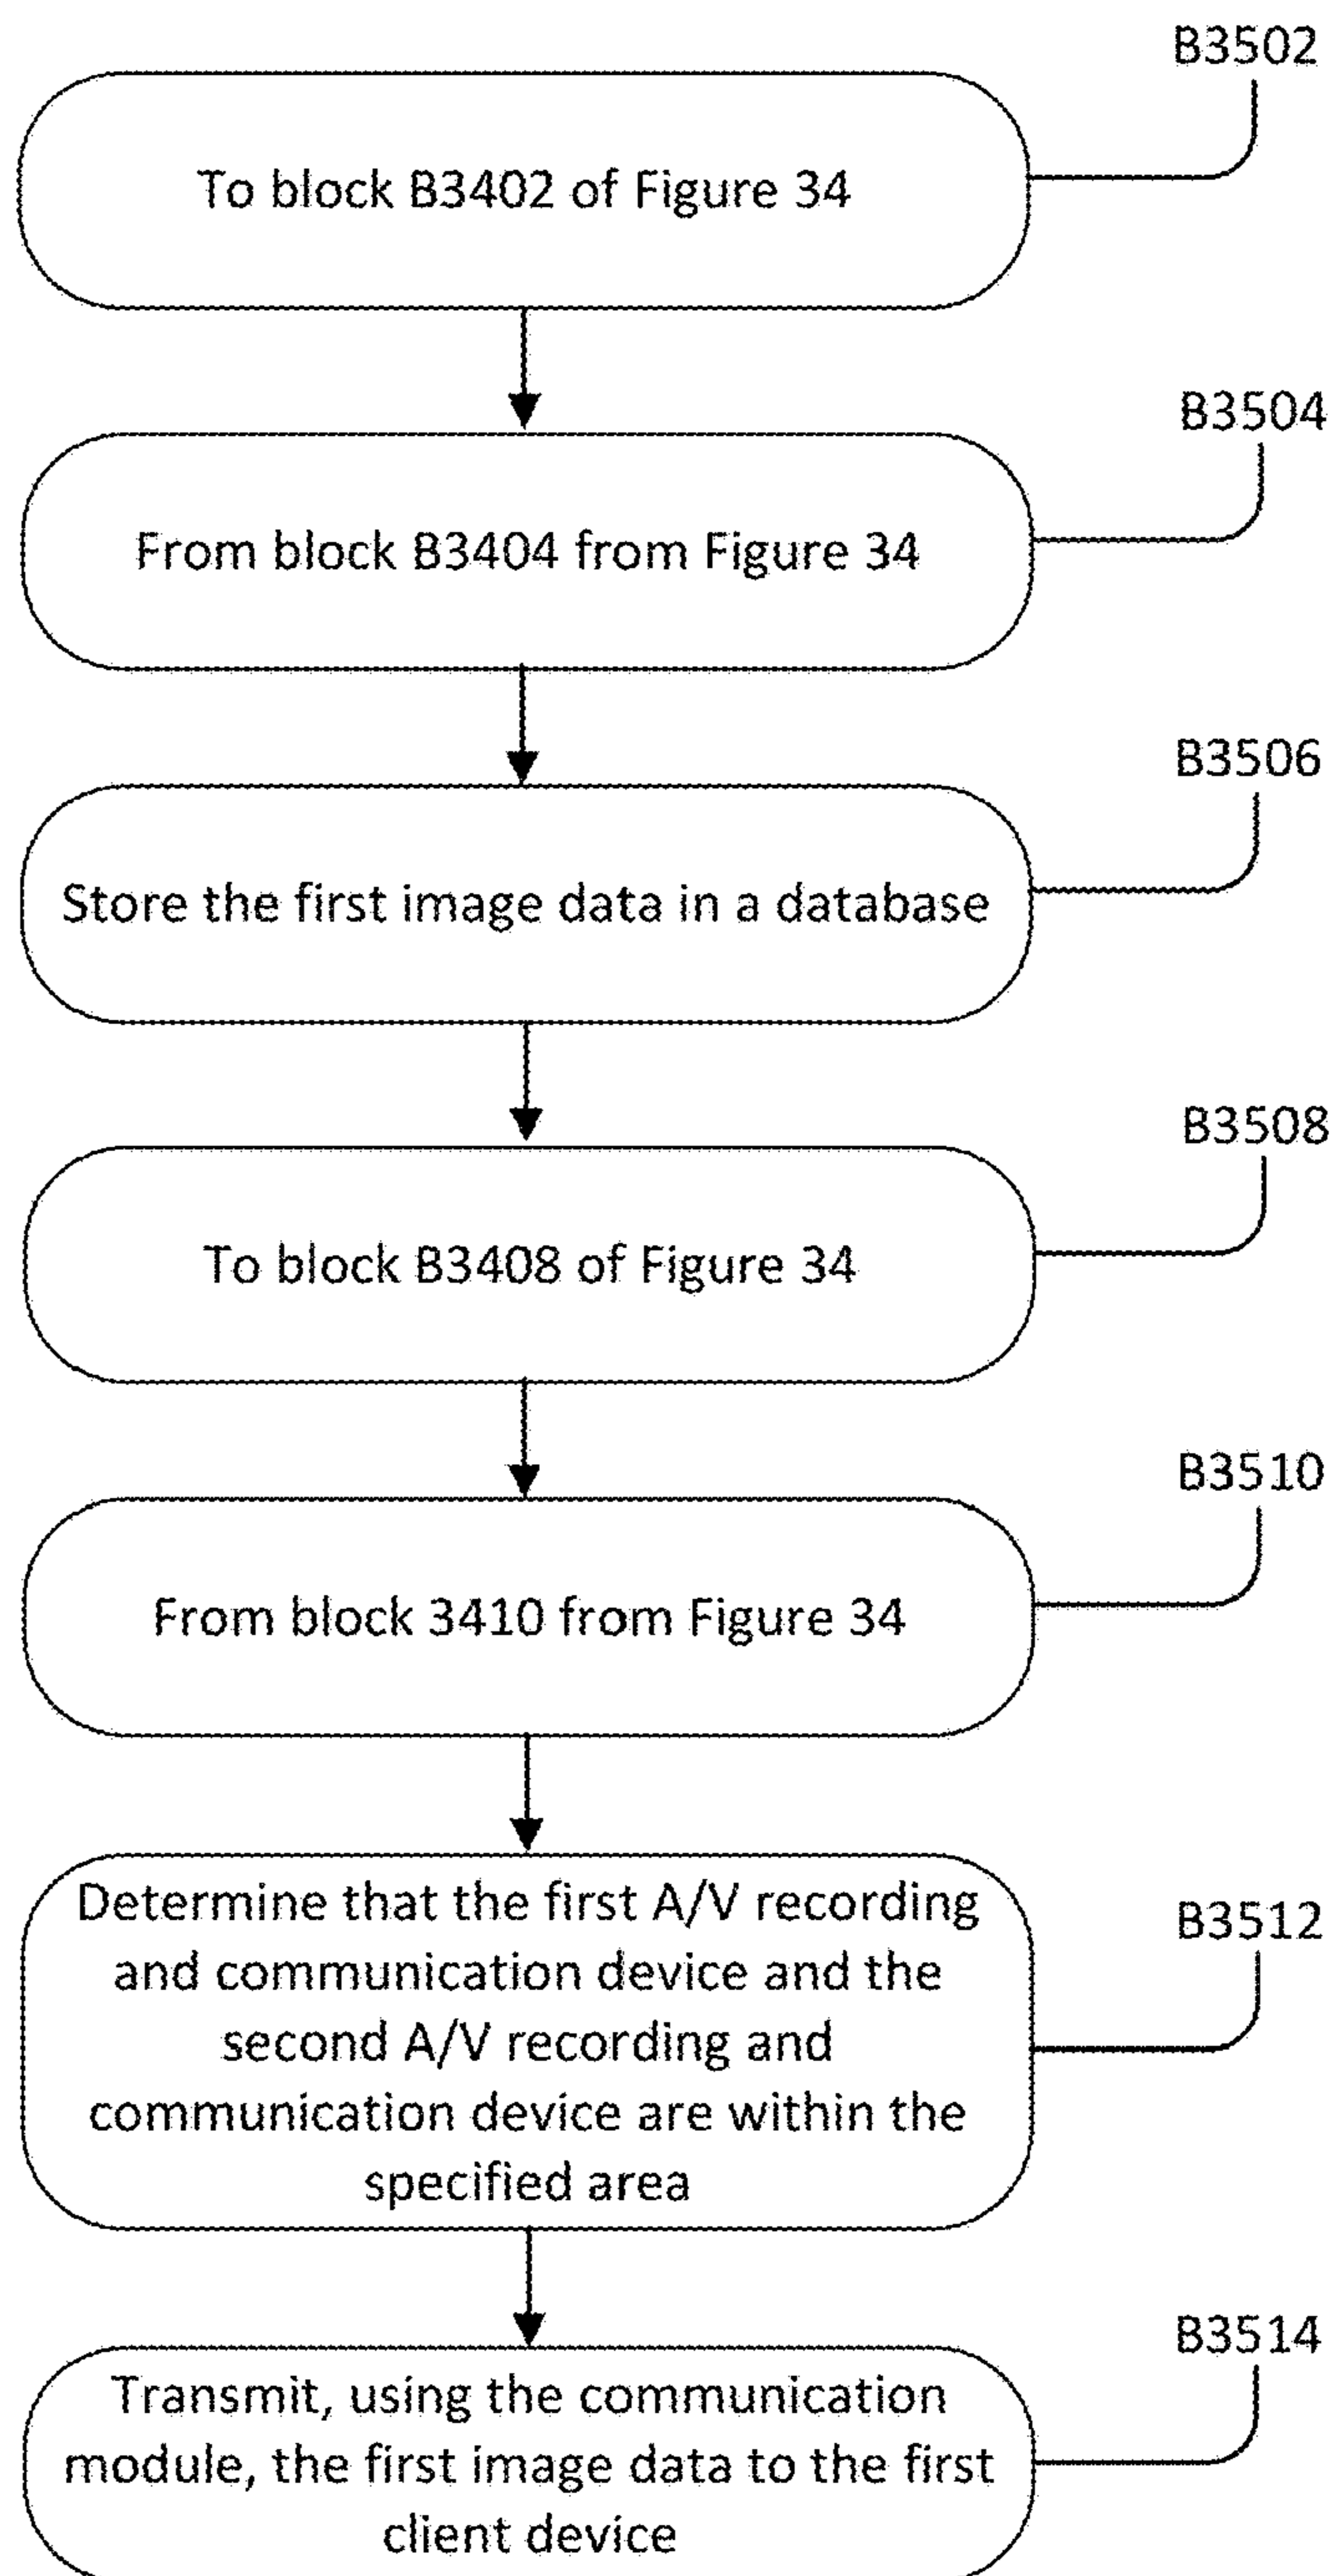 B3502
To block B3402 of Figure 34
B3504
From block B3404 from Figure 34
B3506
Store the first image data in a database
B3508
To block B3408 of Figure 34
B3510
From block 3410 from Figure 34
Determine that the first A/V recording
and communication device and the
second A/V recording and
communication device are within the
specified area
B3512
Transmit, using the communication
module, the first image data to the first
client device
B3514